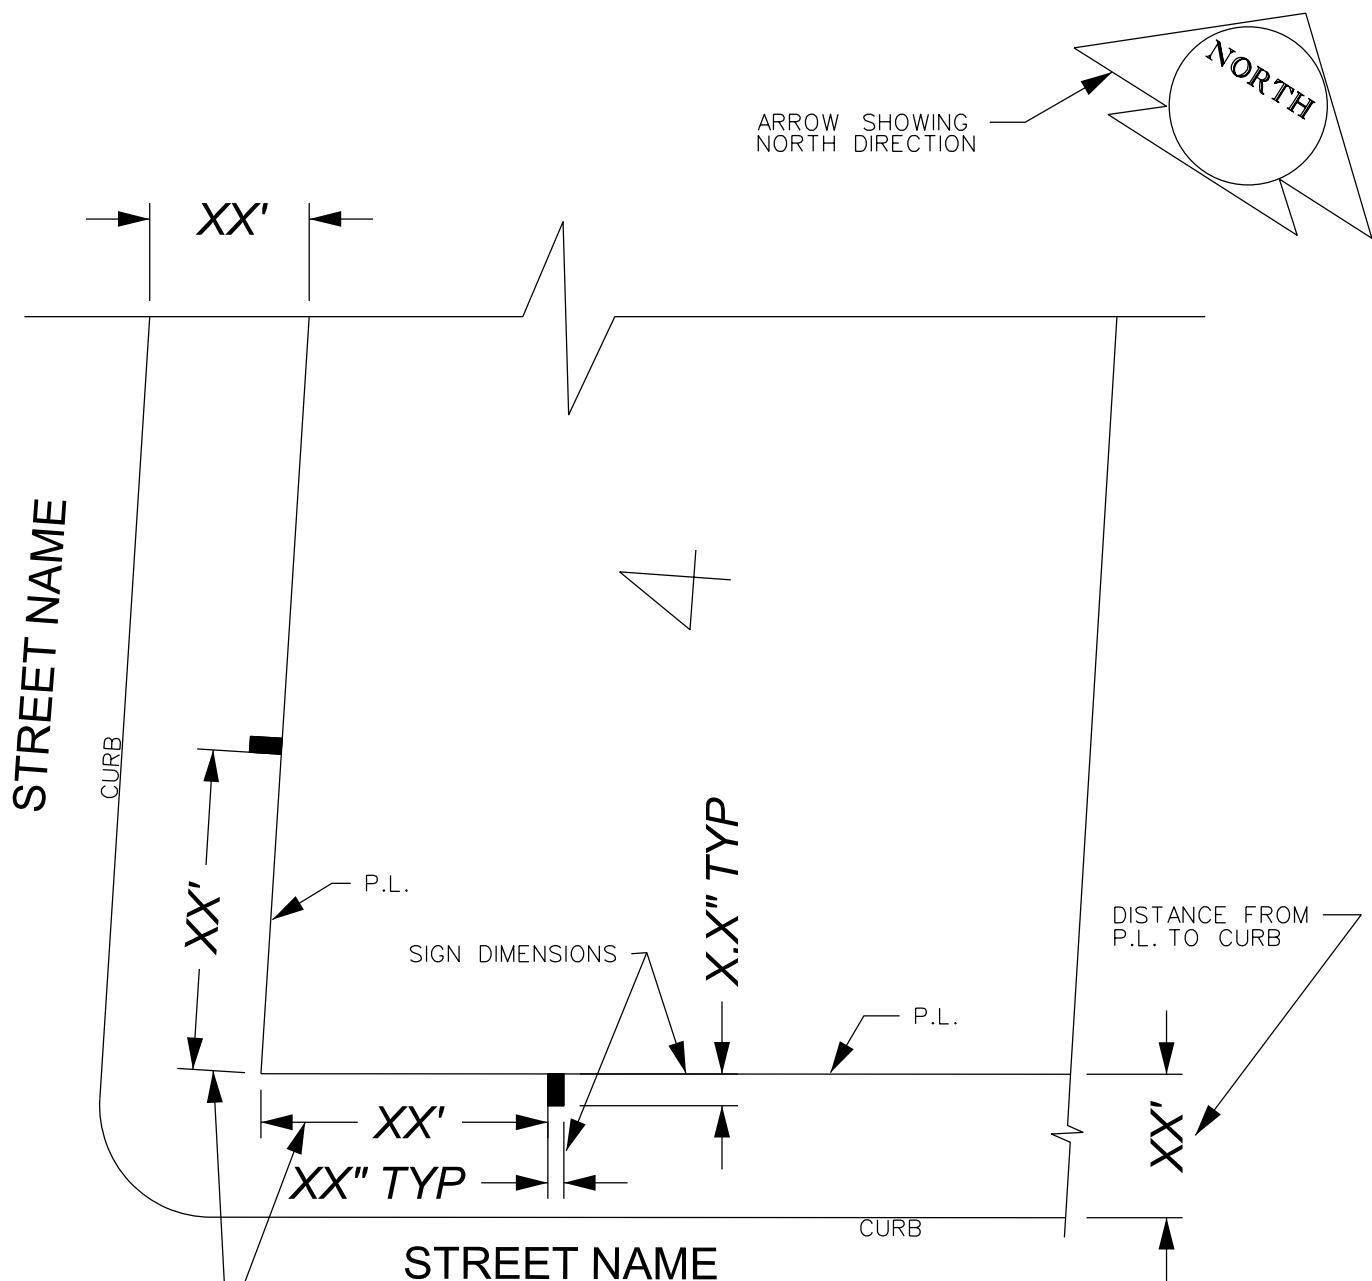 NORTH
ARROW SHOWING
NORTH DIRECTION
XX'
STREET NAME
CURB
XX'
P.L.
X.X" TYP
SIGN DIMENSIONS
DISTANCE FROM
P.L. TO CURB
P.L.
XX'
XX'
XX" TYP
CURB
STREET NAME